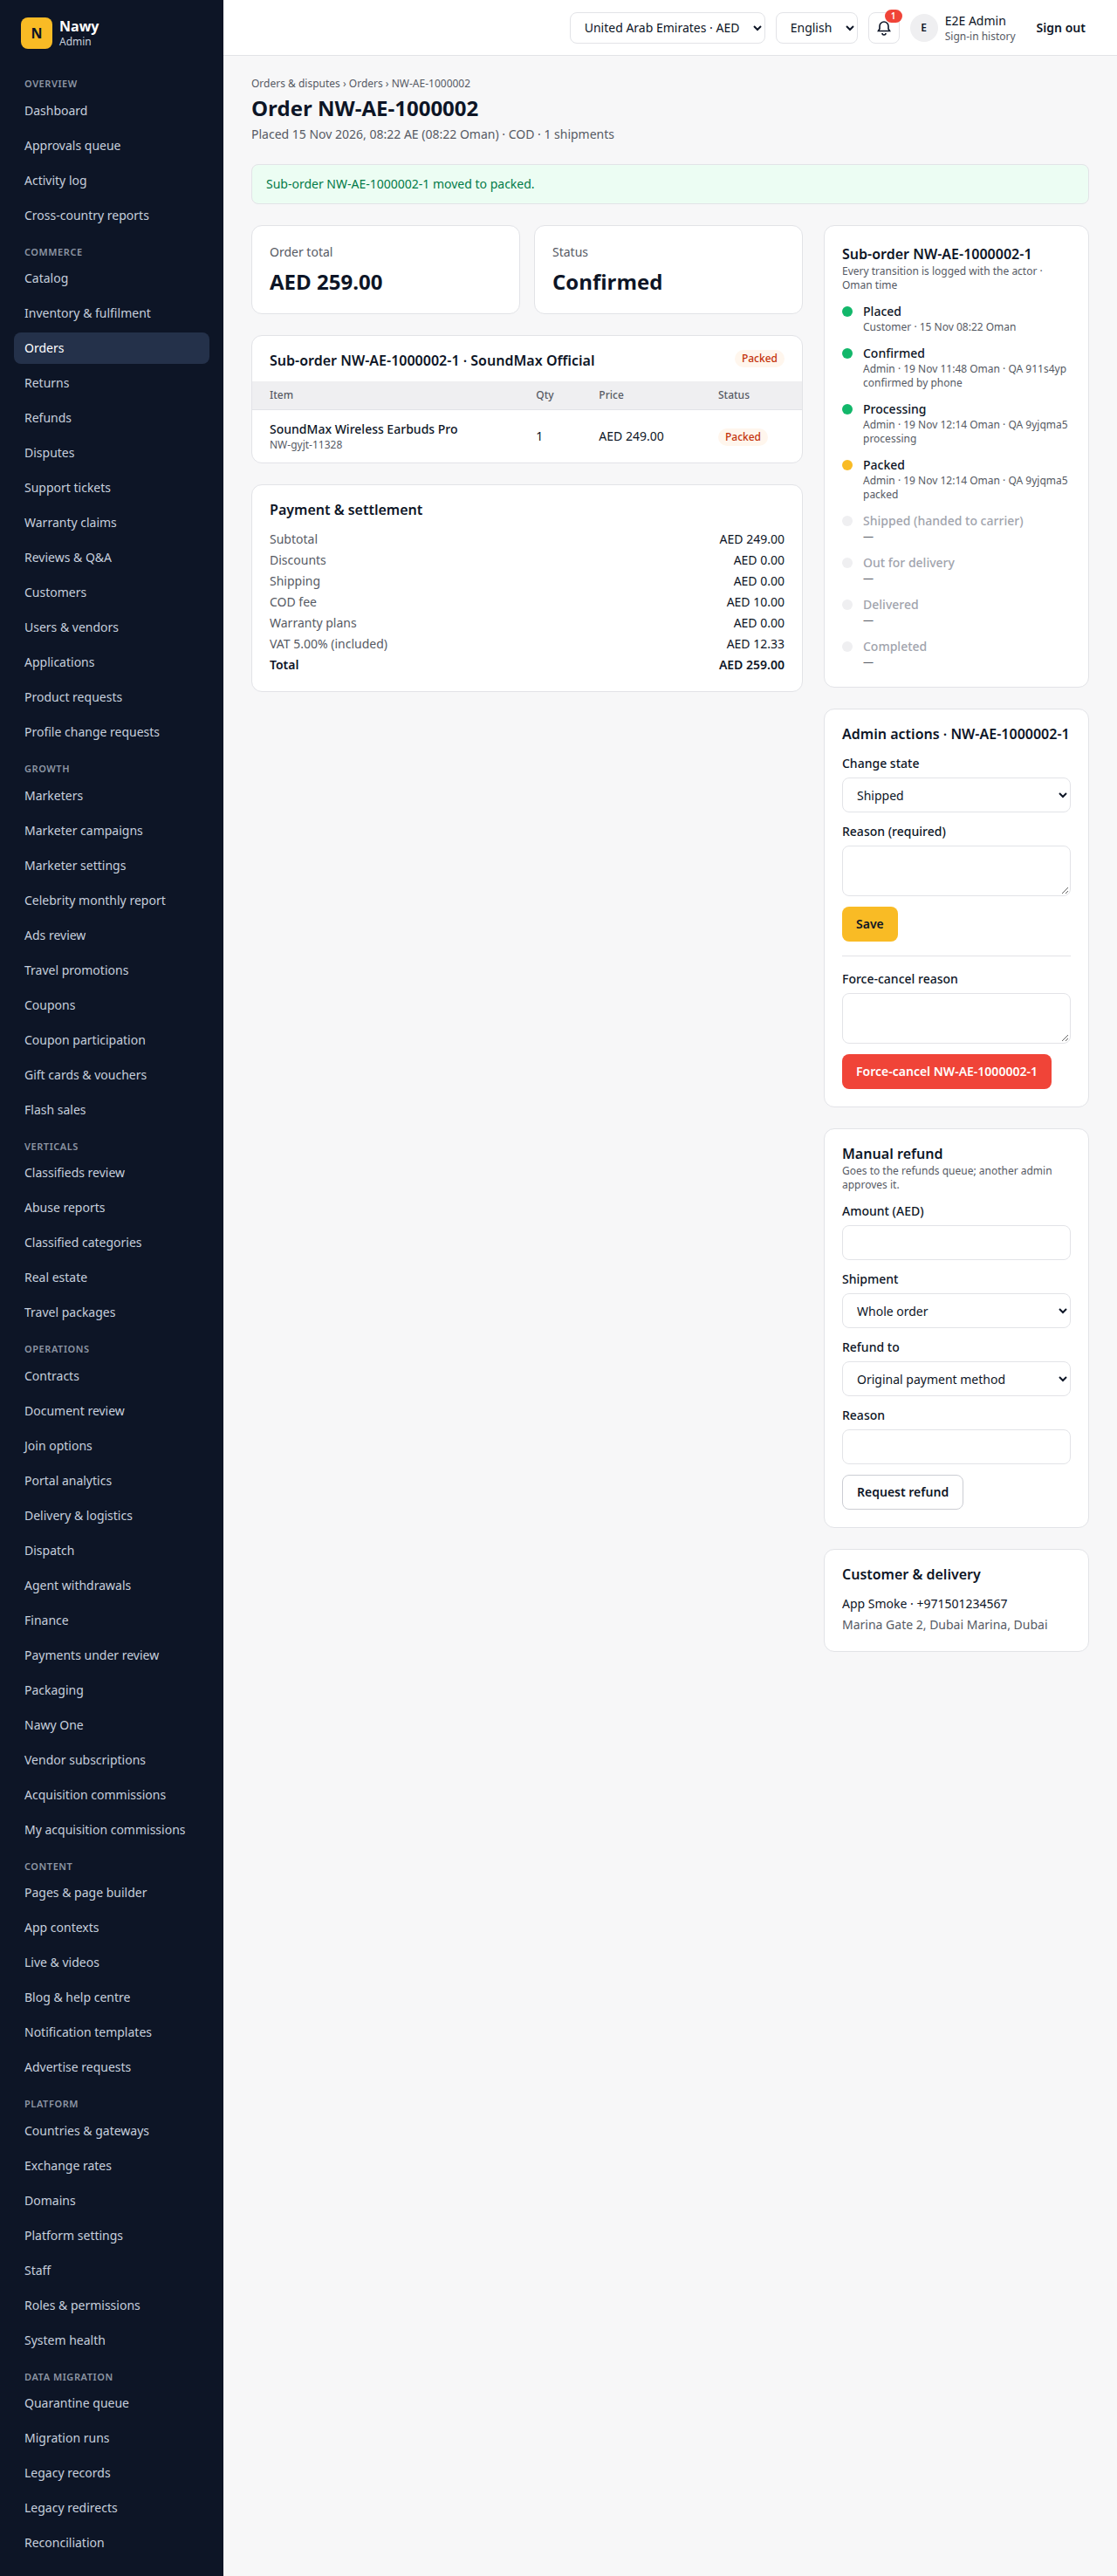 N
Nawy
Admin
OVERVIEW
Dashboard
Approvals queue
Activity log
Cross-country reports
COMMERCE
Catalog
Inventory & fulfilment
Orders
Returns
Refunds
Disputes
Support tickets
Warranty claims
Reviews & Q&A
Customers
Users & vendors
Applications
Product requests
Profile change requests
GROWTH
Marketers
Marketer campaigns
Marketer settings
Celebrity monthly report
Ads review
Travel promotions
Coupons
Coupon participation
Gift cards & vouchers
Flash sales
VERTICALS
Classifieds review
Abuse reports
Classified categories
Real estate
Travel packages
OPERATIONS
Contracts
Document review
Join options
Portal analytics
Delivery & logistics
Dispatch
Agent withdrawals
Finance
Payments under review
Packaging
Nawy One
Vendor subscriptions
Acquisition commissions
My acquisition commissions
CONTENT
Pages & page builder
App contexts
Live & videos
Blog & help centre
Notification templates
Advertise requests
PLATFORM
Countries & gateways
Exchange rates
Domains
Platform settings
Staff
Roles & permissions
System health
DATA MIGRATION
Quarantine queue
Migration runs
Legacy records
Legacy redirects
Reconciliation
United Arab Emirates · AED
English
1
E
E2E Admin
Sign-in history
Sign out
Orders & disputes › Orders › NW-AE-1000002
Order NW-AE-1000002
Placed 15 Nov 2026, 08:22 AE (08:22 Oman) · COD · 1 shipments
Sub-order NW-AE-1000002-1 moved to packed.
Order total
AED 259.00
Status
Confirmed
Sub-order NW-AE-1000002-1 · SoundMax Official
Packed
Item Qty Price Status
SoundMax Wireless Earbuds Pro
NW-gyjt-11328
1 AED 249.00 Packed
Payment & settlement
Subtotal AED 249.00
Discounts AED 0.00
Shipping AED 0.00
COD fee AED 10.00
Warranty plans AED 0.00
VAT 5.00% (included) AED 12.33
Total AED 259.00
Sub-order NW-AE-1000002-1
Every transition is logged with the actor ·
Oman time
Placed
Customer · 15 Nov 08:22 Oman
Confirmed
Admin · 19 Nov 11:48 Oman · QA 911s4yp
confirmed by phone
Processing
Admin · 19 Nov 12:14 Oman · QA 9yjqma5
processing
Packed
Admin · 19 Nov 12:14 Oman · QA 9yjqma5
packed
Shipped (handed to carrier)
—
Out for delivery
—
Delivered
—
Completed
—
Admin actions · NW-AE-1000002-1
Change state
Shipped
Reason (required)
Save
Force-cancel reason
Force-cancel NW-AE-1000002-1
Manual refund
Goes to the refunds queue; another admin
approves it.
Amount (AED)
Shipment
Whole order
Refund to
Original payment method
Reason
Request refund
Customer & delivery
App Smoke · +971501234567
Marina Gate 2, Dubai Marina, Dubai